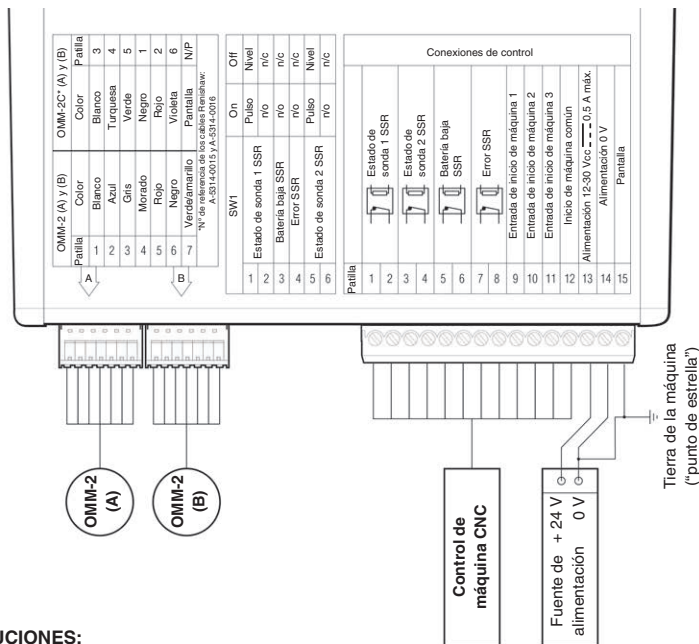 OMM-2 (A) y (B) OMM-2C* (A) y (B)
Patilla Color Color Patilla
1 Blanco Blanco 3
2 Azul Turquesa 4
3 Gris Verde 5
4 Morado Negro 1
5 Rojo Rojo 2
6 Negro Violeta 6
7 Verde/amarillo Pantalla N/P
*Nº de referencia de los cables Renishaw:
A-5314-0015 y A-5314-0016
A
B
SW1 On Off
1 Pulso Nivel
Estado de sonda 1 SSR
2 n/o n/c
3 Batería baja SSR n/o n/c
4 Error SSR n/o n/c
5 Pulso Nivel
Estado de sonda 2 SSR
6 n/o n/c
Patilla Conexiones de control
1 Estado de
2 sonda 1 SSR
3 Estado de
4 sonda 2 SSR
5 Batería baja
6 SSR
7 Error SSR
8
9 Entrada de inicio de máquina 1
10 Entrada de inicio de máquina 2
11 Entrada de inicio de máquina 3
12 Inicio de máquina común
13 Alimentación 12-30 Vcc 0.5 A máx.
14 Alimentación 0 V
15 Pantalla
OMM-2
(A)
OMM-2
(B)
Control de
máquina CNC
Fuente de + 24 V
alimentación 0 V
Tierra de la máquina
("punto de estrella")
UCIONES: